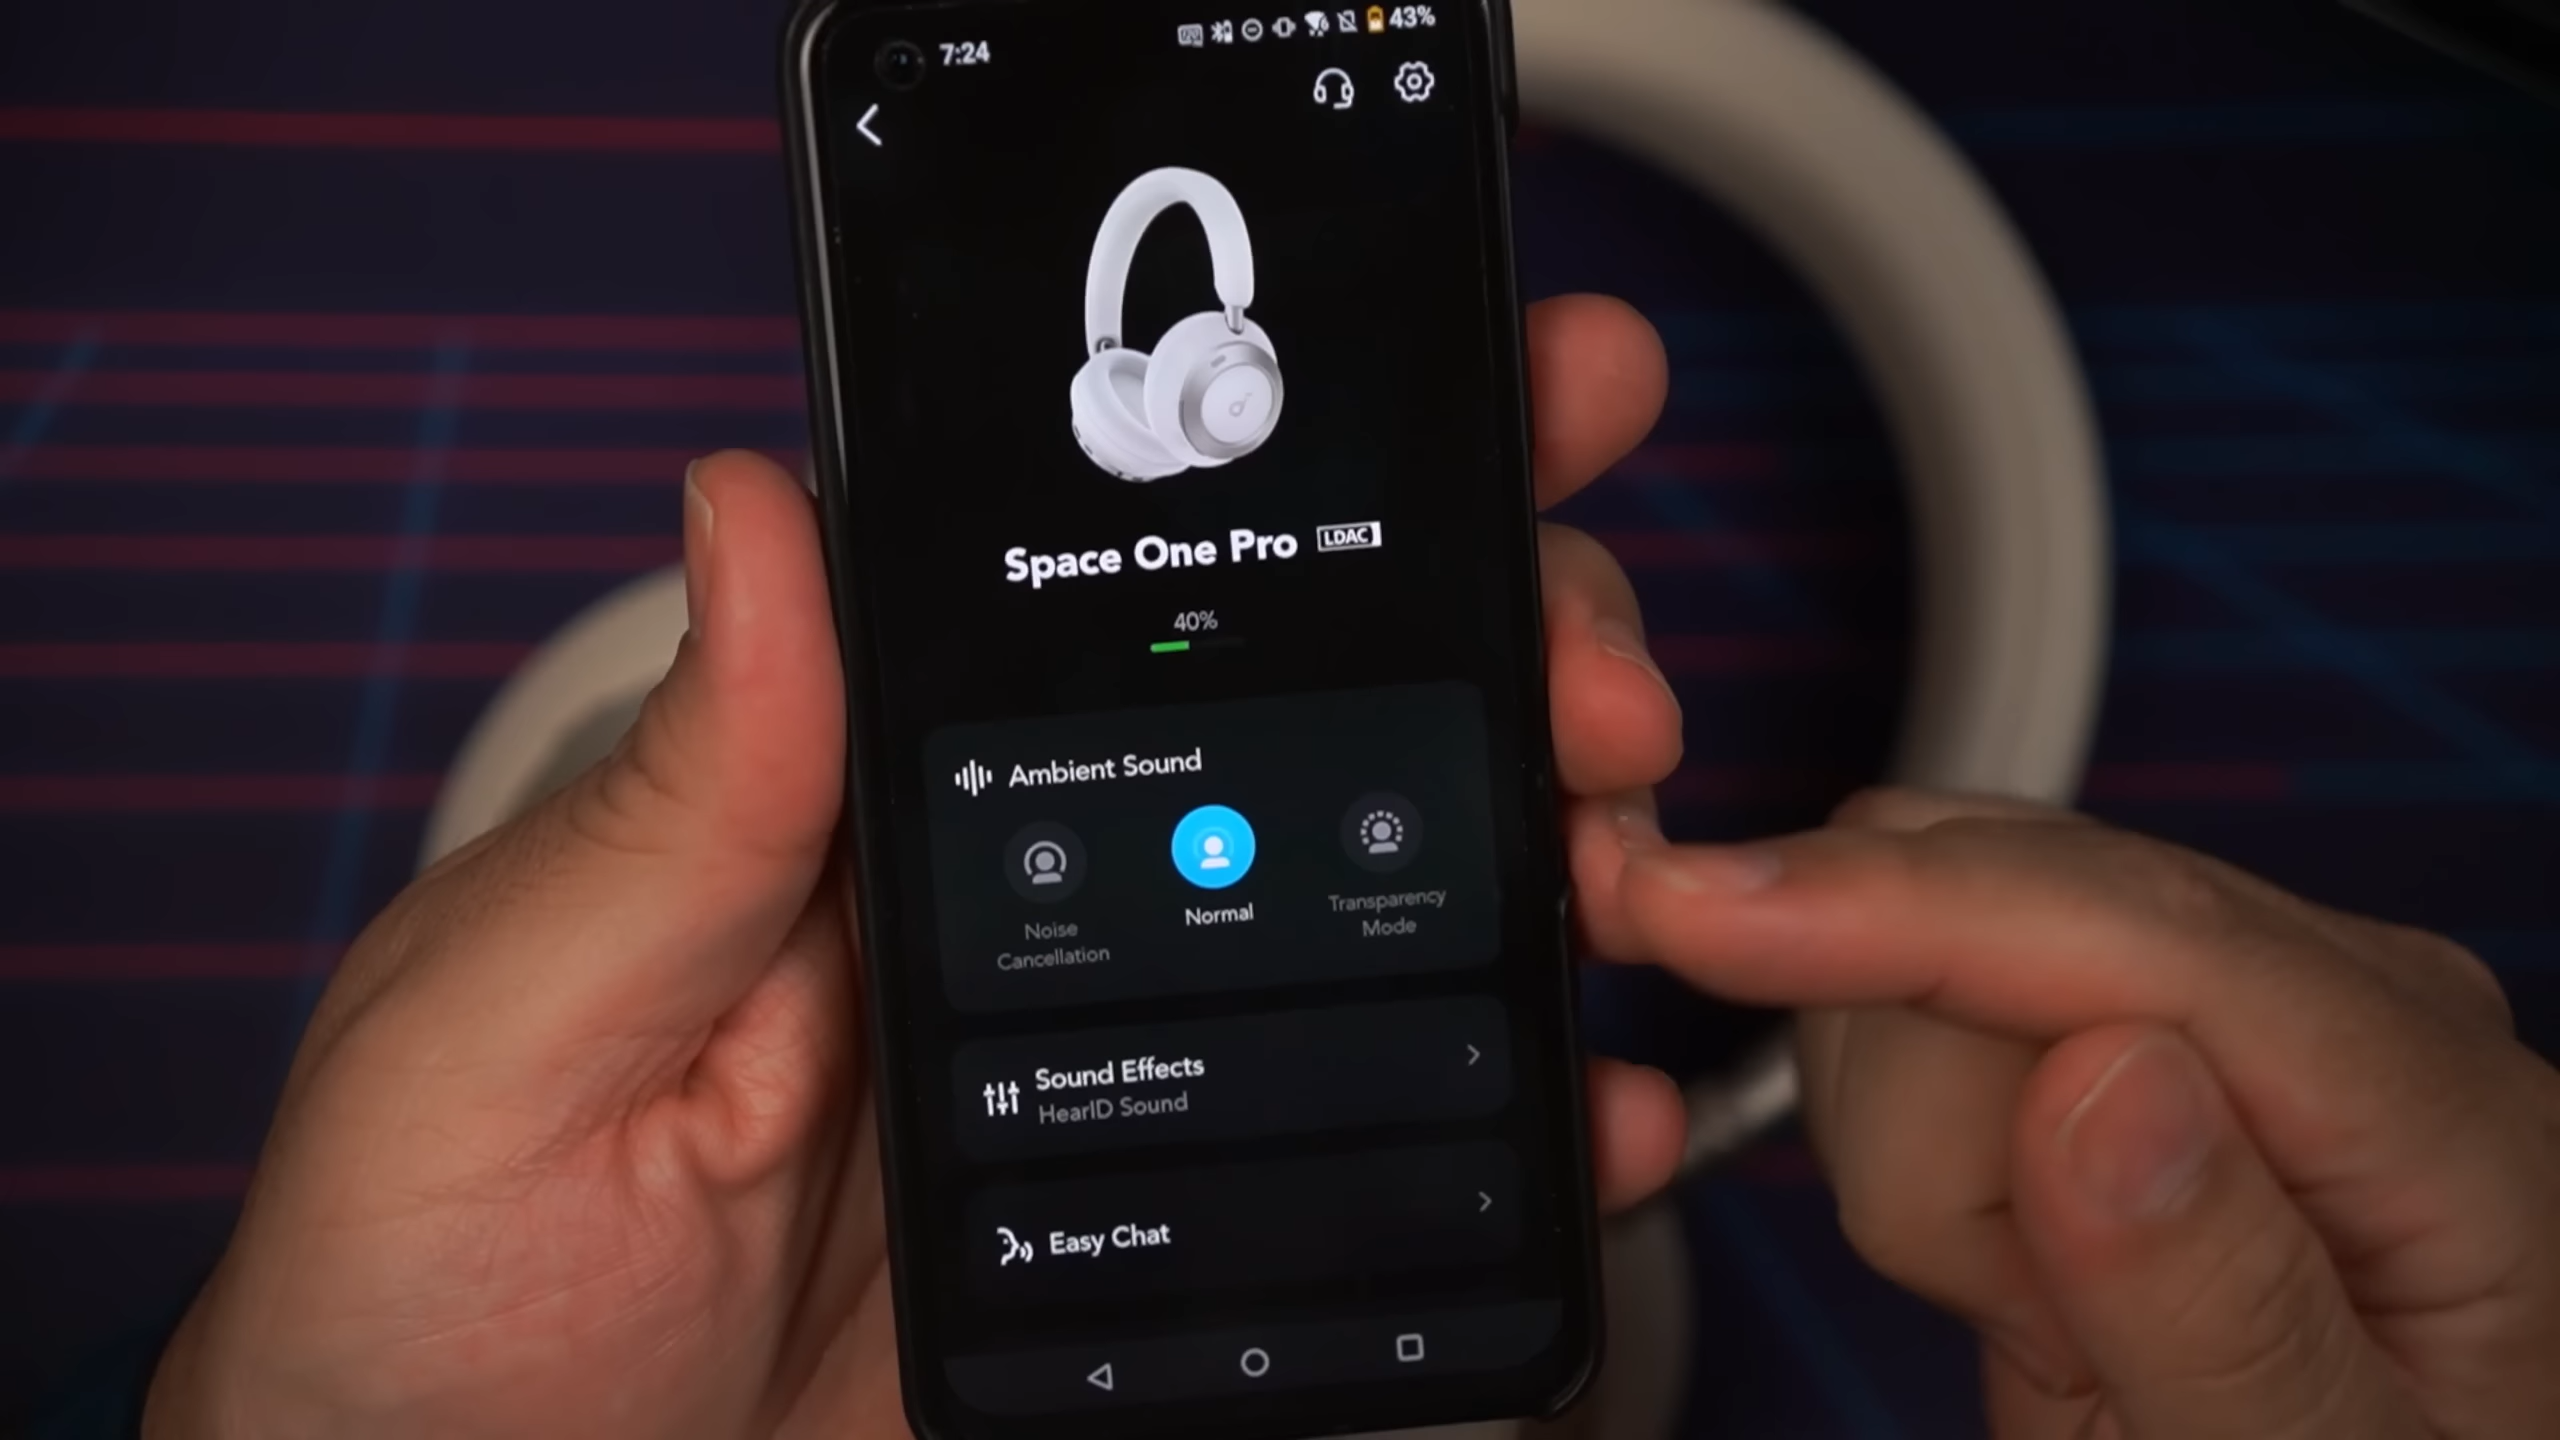 7:24
43%
Space One Pro LDAC
40%
Ambient Sound
Noise
Cancellation
Normal
Transparency
Mode
Sound Effects
HearID Sound
Easy Chat